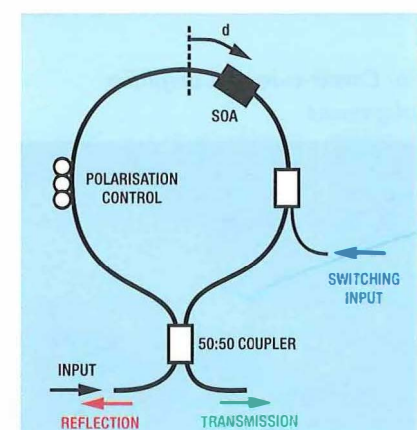 d
SOA
POLARISATION
CONTROL
SWITCHING
INPUT
50:50 COUPLER
INPUT
REFLECTION
TRANSMISSION